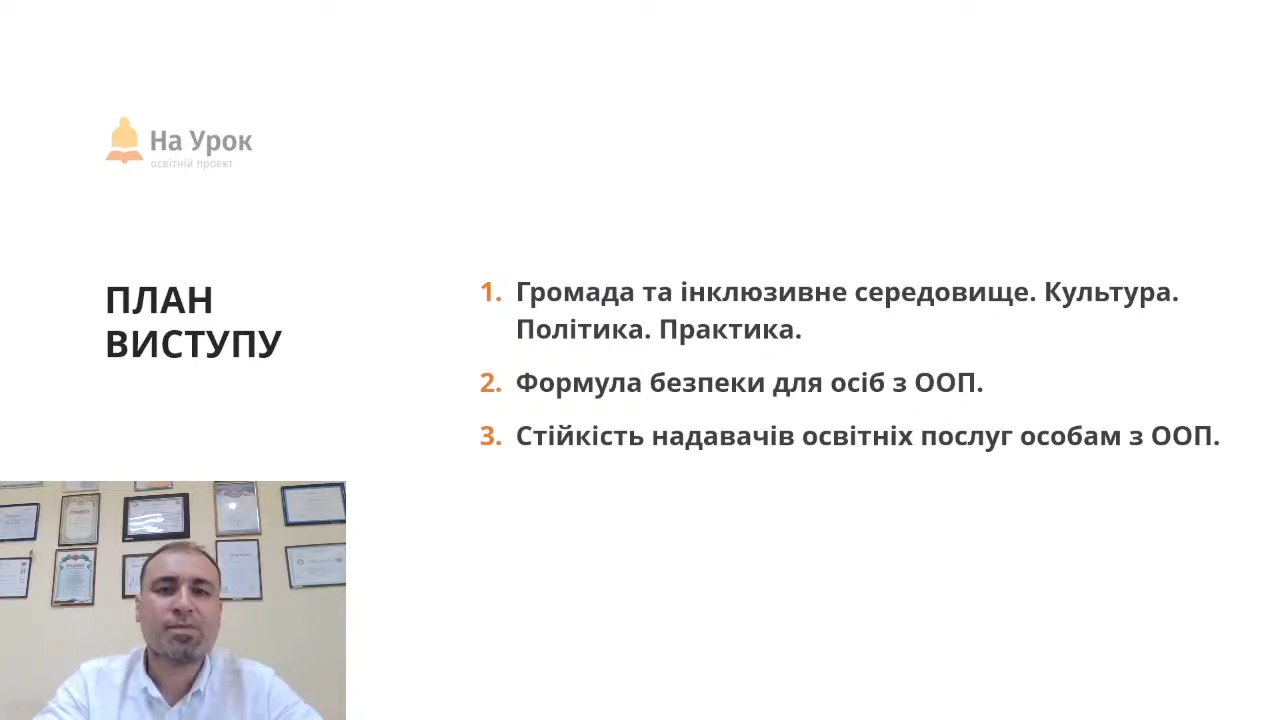 На Урок
освітній проект
ПЛАН
ВИСТУПУ
1. Громада та інклюзивне середовище. Культура.
Політика. Практика.
2. Формула безпеки для осіб з ООП.
3. Стійкість надавачів освітніх послуг особам з ООП.